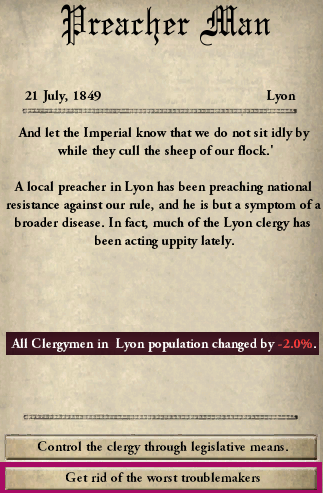 Preacher Man
21 July, 1849 Lyon
And let the Imperial know that we do not sit idly by
while they cull the sheep of our flock.'
A local preacher in Lyon has been preaching national
resistance against our rule, and he is but a symptom of a
broader disease. In fact, much of the Lyon clergy has
been acting uppity lately.
All Clergymen in Lyon population changed by -2.0%.
Control the clergy through legislative means.
Get rid of the worst troublemakers